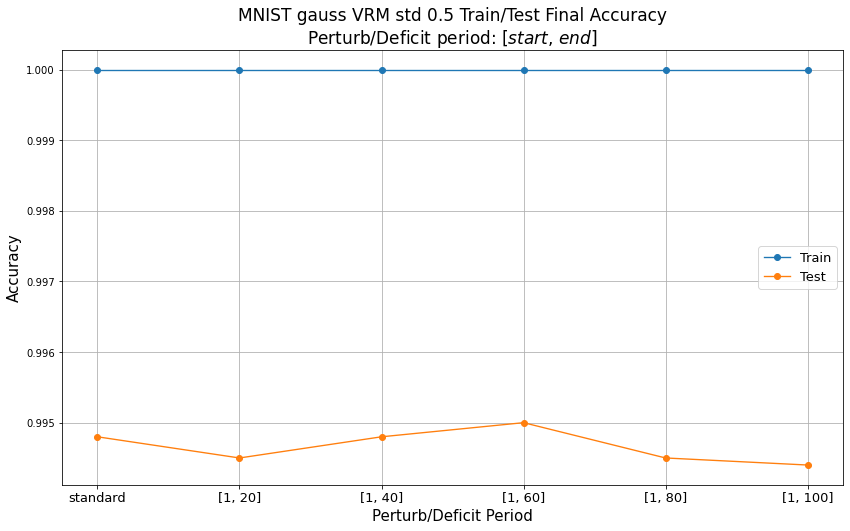 MNIST gauss VRM std 0.5 Train/Test Final Accuracy
Perturb/Deficit period: [start, end]
Accuracy
1.000
0.999
0.998
0.997
0.996
0.995
Train
Test
standard [1, 20] [1, 40] [1, 60] [1, 80] [1, 100]
Perturb/Deficit Period